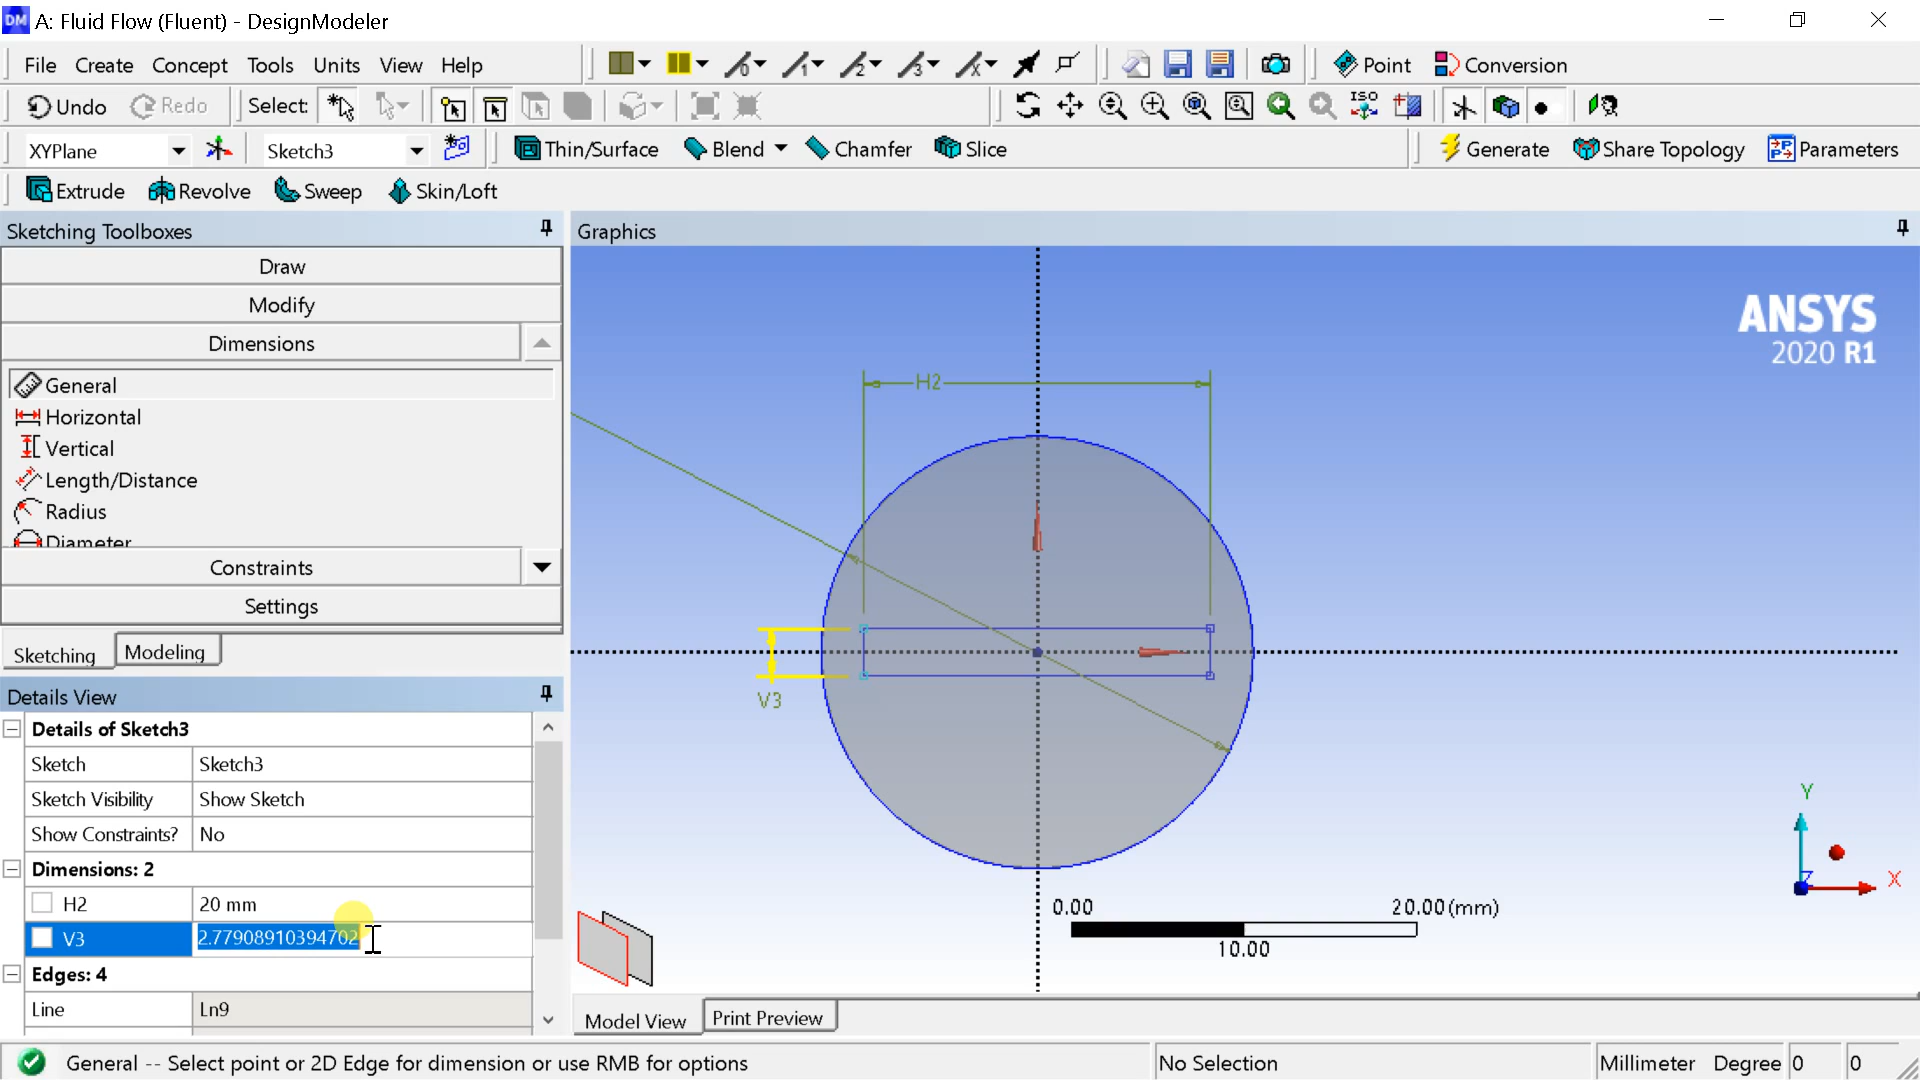 DM A: Fluid Flow (Fluent) - DesignModeler
File Create Concept Tools Units View Help
Point Conversion
Undo Redo Select: ISO
XYPlane Sketch3 Thin/Surface Blend Chamfer Slice Generate Share Topology Parameters
Extrude Revolve Sweep Skin/Loft
Sketching Toolboxes
Draw
Modify
Dimensions
General
Horizontal
Vertical
Length/Distance
Radius
Diameter
Constraints
Settings
Sketching Modeling
Details View
Details of Sketch3
Sketch Sketch3
Sketch Visibility Show Sketch
Show Constraints? No
Dimensions: 2
H2 20 mm
V3 2.77908910394702
Edges: 4
Line Ln9
Graphics
ANSYS
2020 R1
H2
V3
Y
X
Z
0.00 20.00(mm)
10.00
Model View Print Preview
General -- Select point or 2D Edge for dimension or use RMB for options
No Selection
Millimeter Degree 0 0